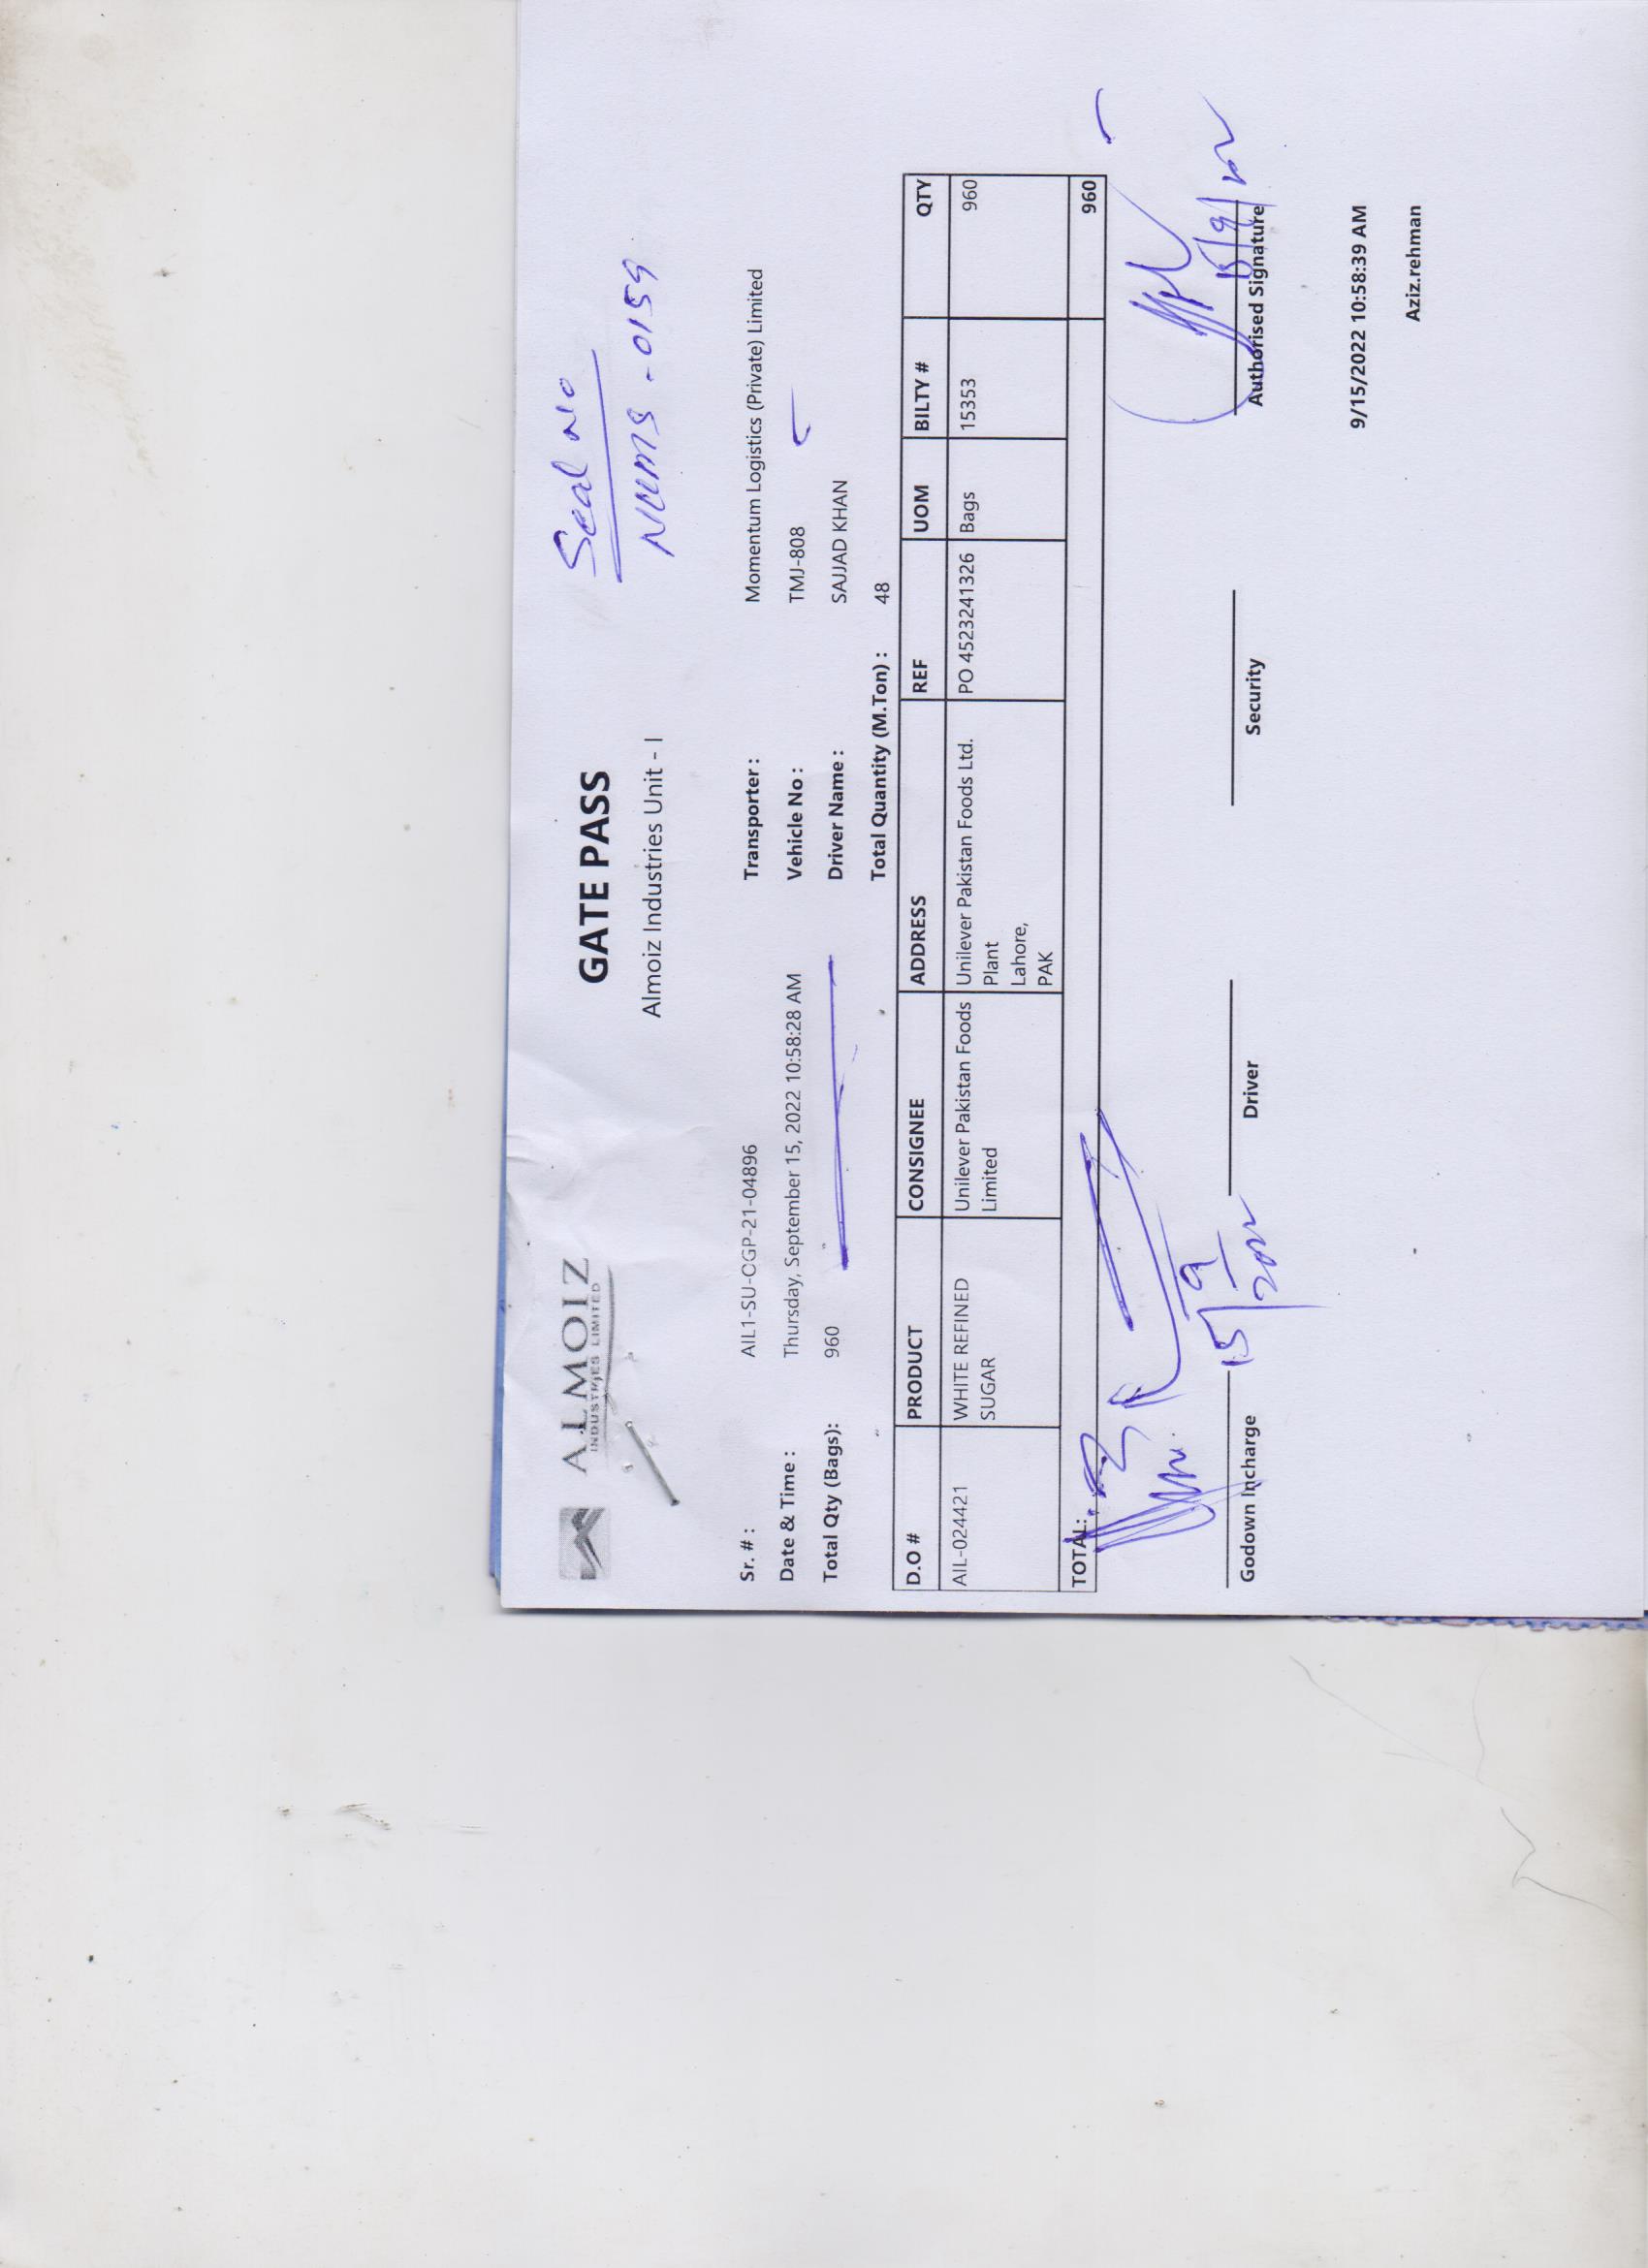 ALMOIZ
INDUSTRIES LIMITED
GATE PASS
Almoiz Industries Unit - I
Seal No
NUMS-0159
Sr. # : AIL1-SU-CGP-21-04896 Transporter : Momentum Logistics (Private) Limited
Date & Time : Thursday, September 15, 2022 10:58:28 AM Vehicle No : TMJ-808
Total Qty (Bags): 960 Driver Name : SAJJAD KHAN
Total Quantity (M.Ton) : 48
D.O # PRODUCT CONSIGNEE ADDRESS REF UOM BILTY # QTY
AIL-024421 WHITE REFINED Unilever Pakistan Foods Unilever Pakistan Foods Ltd. PO 4523241326 Bags 15353 960
SUGAR Limited Plant
Lahore,
PAK
TOTAL: 960
15/9/2022
15/9/22
Godown Incharge Driver Security Authorised Signature
9/15/2022 10:58:39 AM
Aziz.rehman